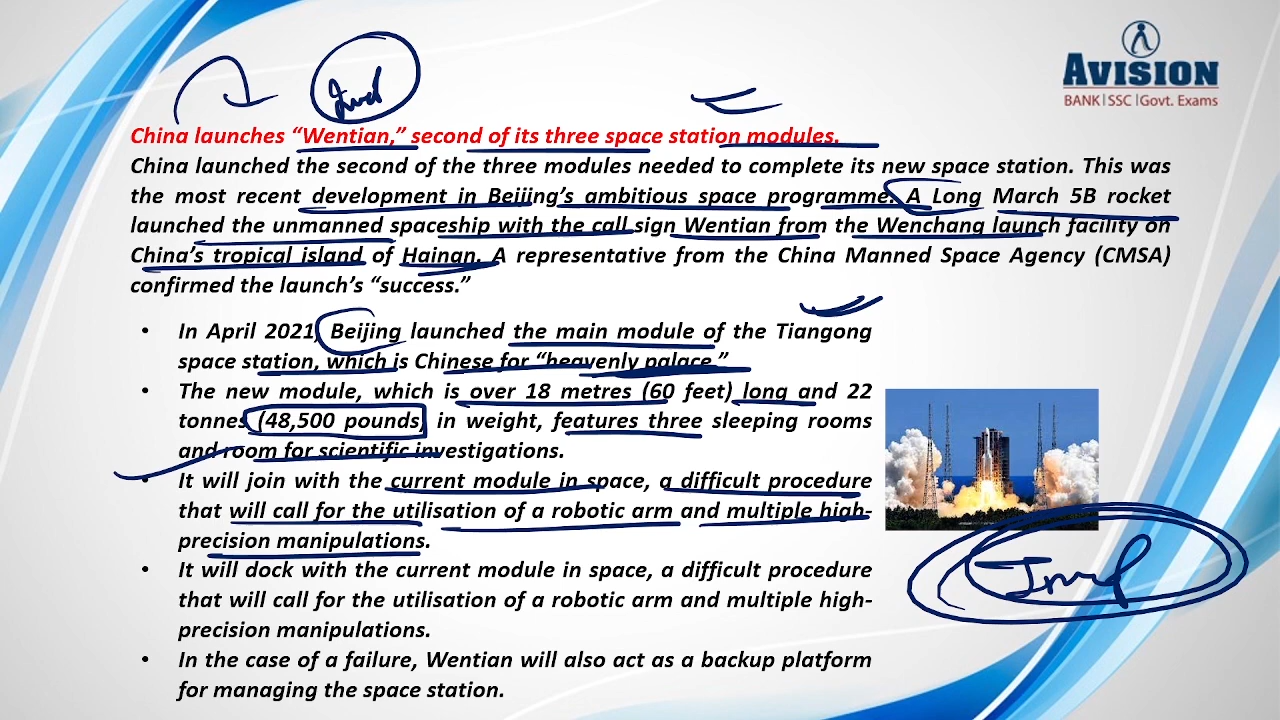 AVISION
BANK|SSC|Govt. Exams
China launches “Wentian,” second of its three space station modules.
China launched the second of the three modules needed to complete its new space station. This was
the most recent development in Beijing’s ambitious space programme. A Long March 5B rocket
launched the unmanned spaceship with the call sign Wentian from the Wenchang launch facility on
China’s tropical island of Hainan. A representative from the China Manned Space Agency (CMSA)
confirmed the launch’s “success.”
• In April 2021, Beijing launched the main module of the Tiangong
space station, which is Chinese for “heavenly palace.”
• The new module, which is over 18 metres (60 feet) long and 22
tonnes (48,500 pounds) in weight, features three sleeping rooms
and room for scientific investigations.
• It will join with the current module in space, a difficult procedure
that will call for the utilisation of a robotic arm and multiple high-
precision manipulations.
• It will dock with the current module in space, a difficult procedure
that will call for the utilisation of a robotic arm and multiple high-
precision manipulations.
• In the case of a failure, Wentian will also act as a backup platform
for managing the space station.